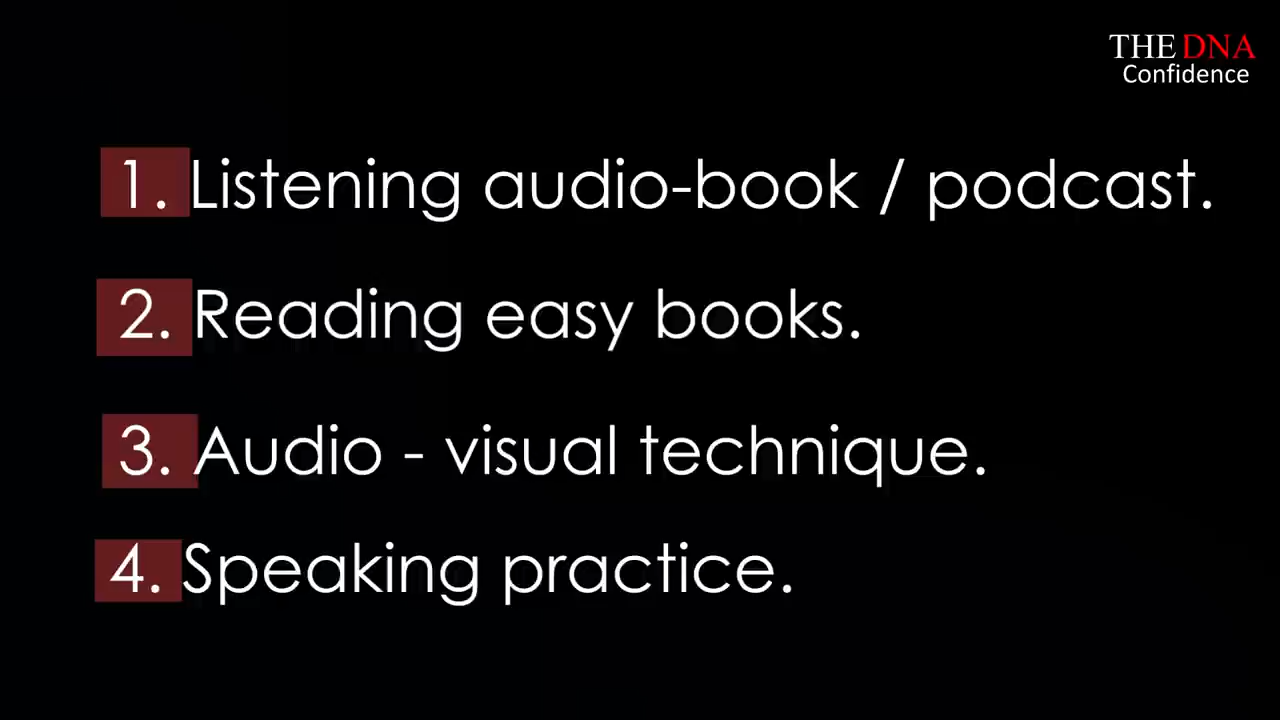 THE DNA
Confidence
1. Listening audio-book / podcast.
2. Reading easy books.
3. Audio - visual technique.
4. Speaking practice.